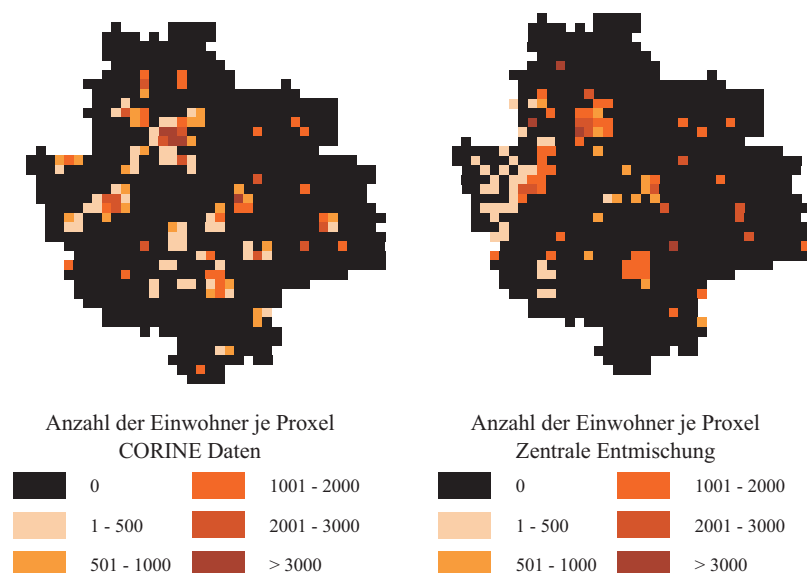 Anzahl der Einwohner je Proxel
CORINE Daten
0
1001 - 2000
1 - 500
2001 - 3000
501 - 1000
> 3000
Anzahl der Einwohner je Proxel
Zentrale Entmischung
0
1001 - 2000
1 - 500
2001 - 3000
501 - 1000
> 3000